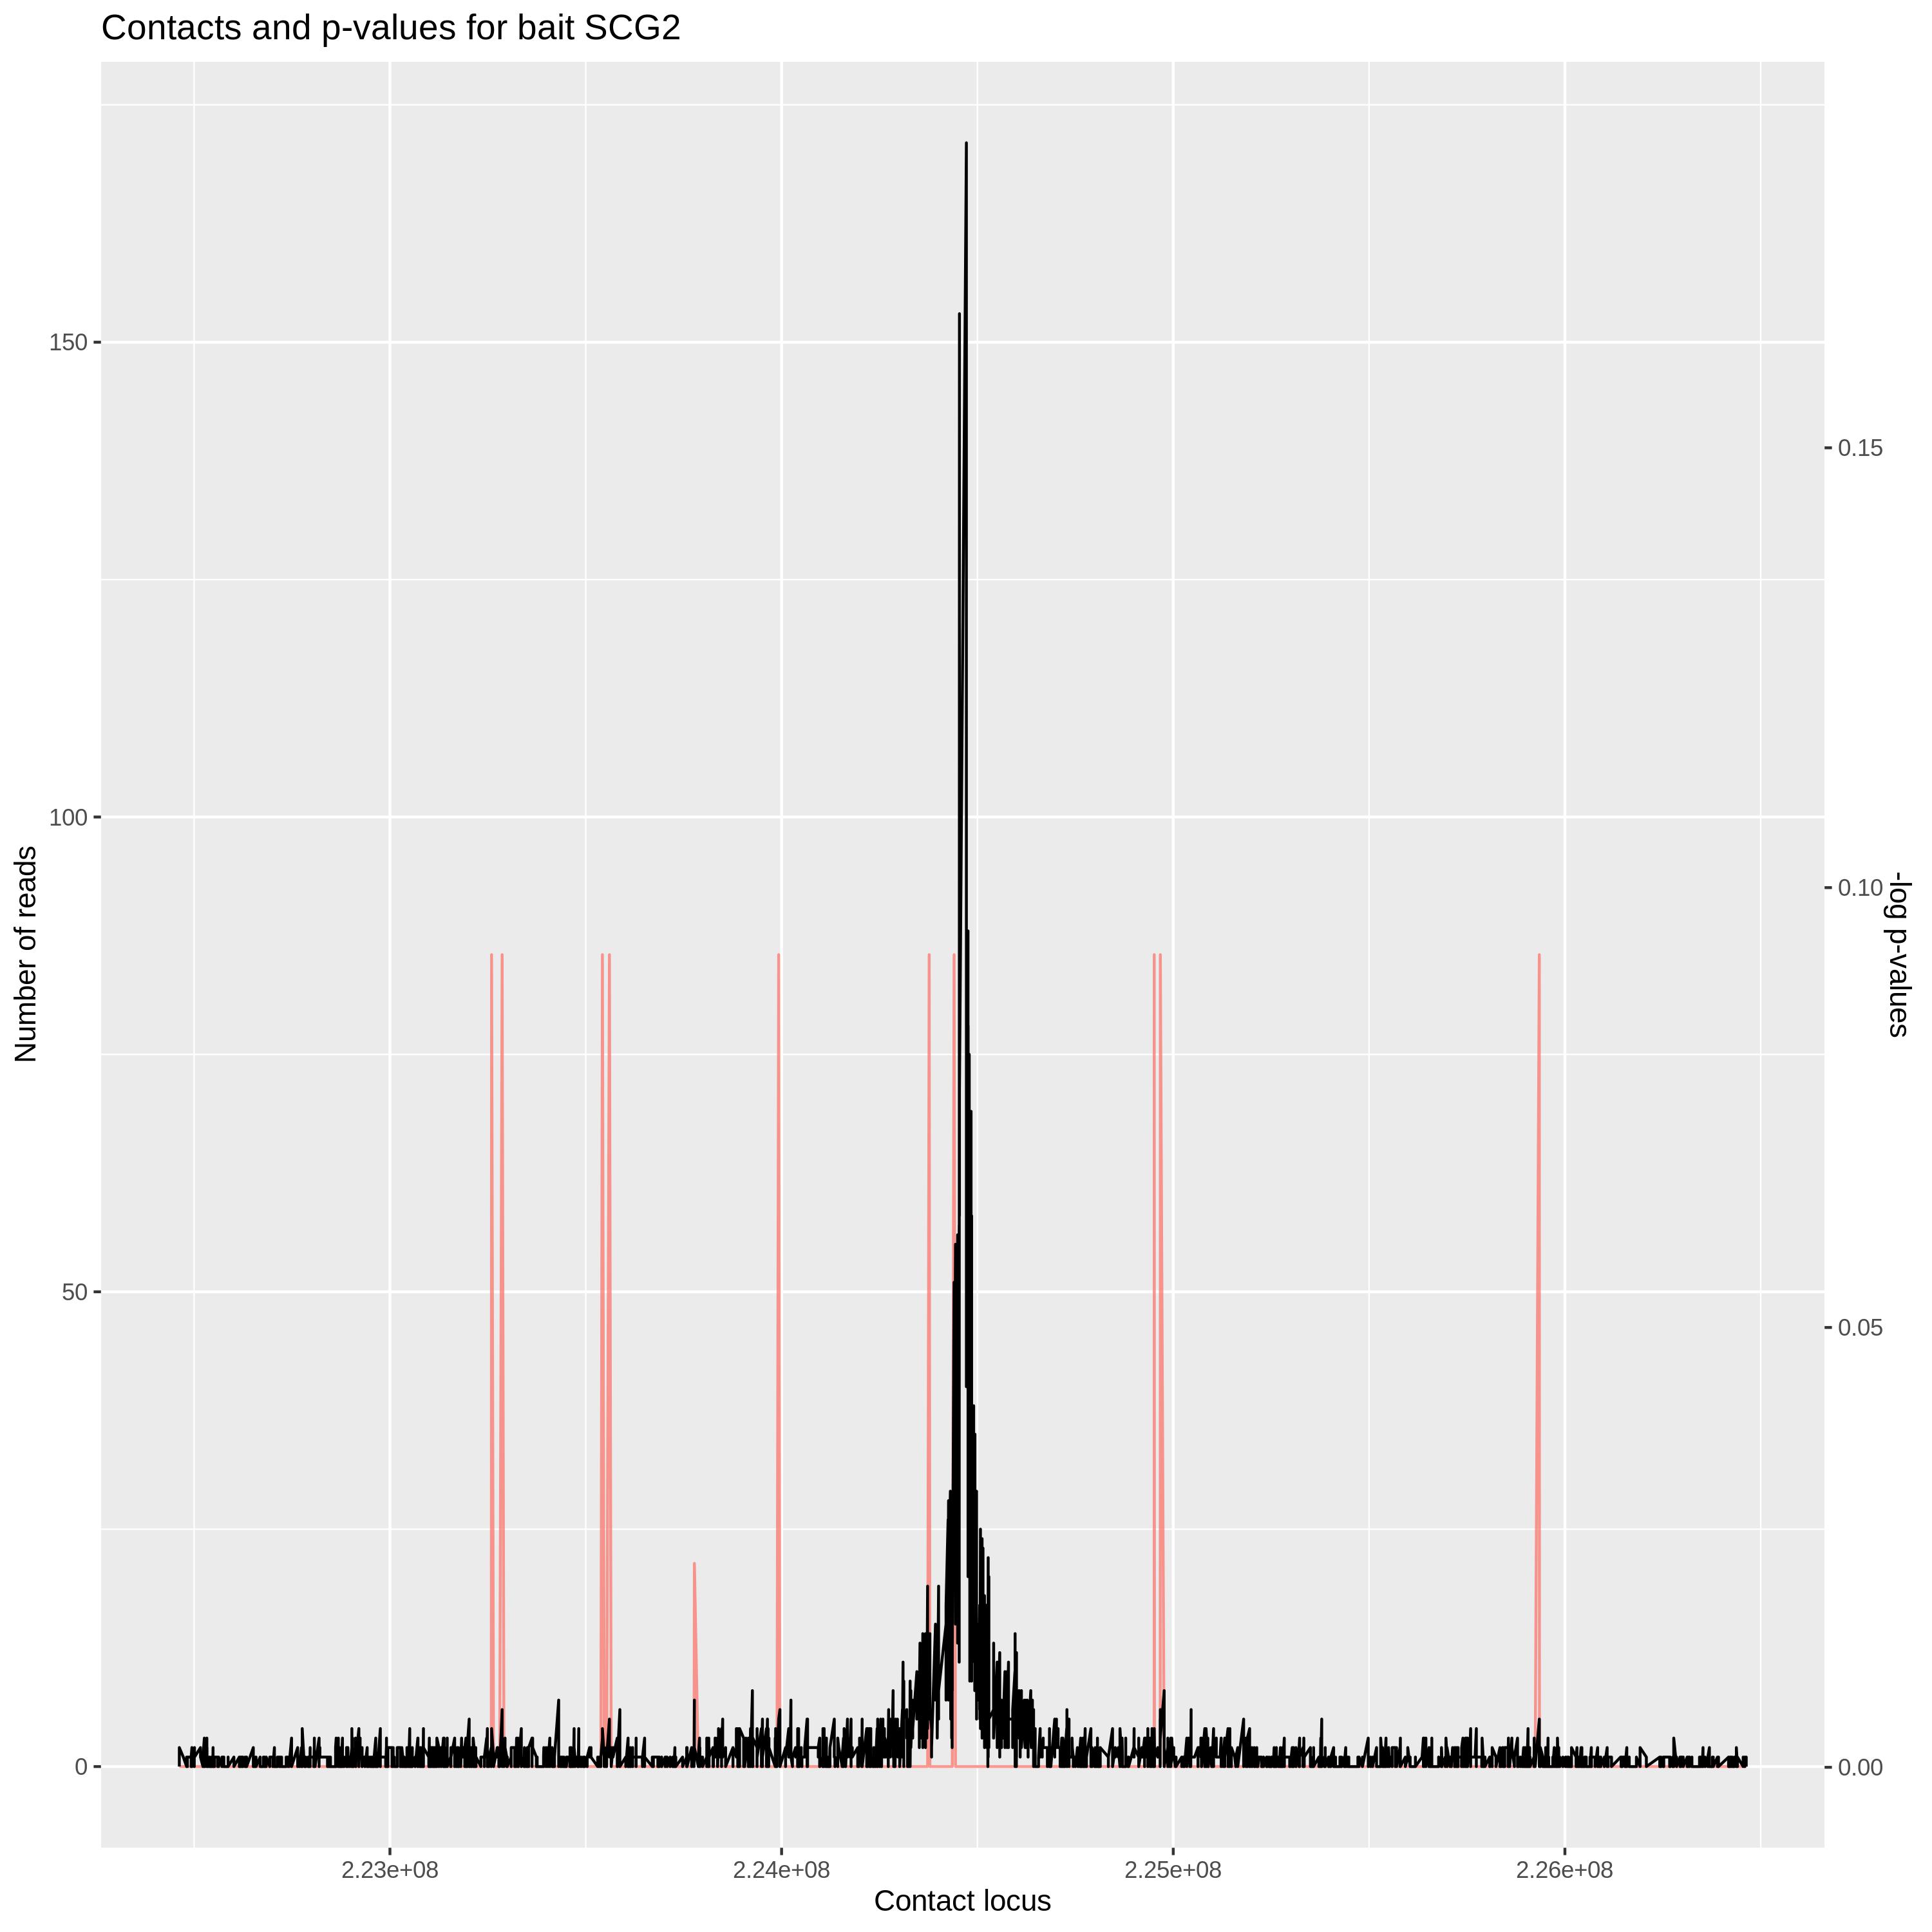 Contacts and p-values for bait SCG2
Number of reads
150
100
50
0
0.15
0.10
0.05
0.00
-log p-values
2.23e+08
2.24e+08
2.25e+08
2.26e+08
Contact locus